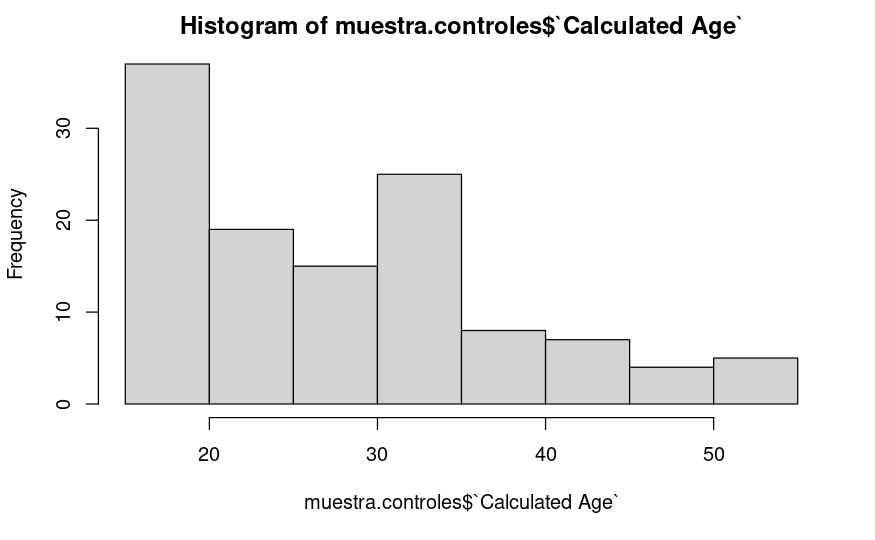 Histogram of muestra.controles$`Calculated Age`
Frequency
30
20
10
0
20 30 40 50
muestra.controles$`Calculated Age`